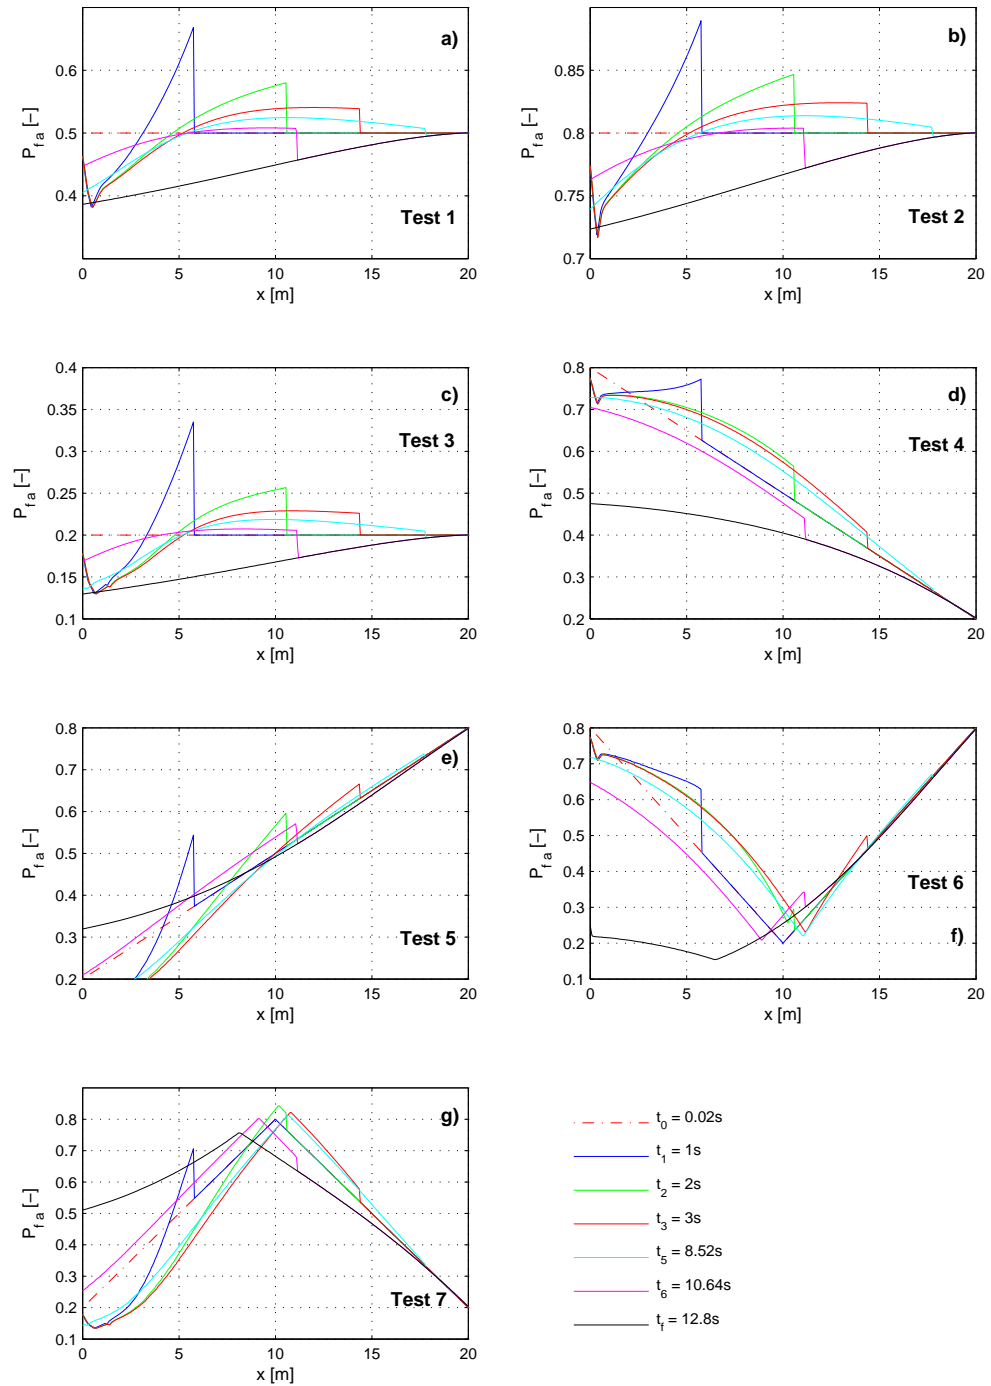 a)
0.6
0.5
0.4
P_fa [−]
Test 1
0 5 10 15 20
x [m]
b)
0.85
0.8
0.75
0.7
P_fa [−]
Test 2
0 5 10 15 20
x [m]
c)
0.4
0.35
0.3
0.25
0.2
0.15
0.1
P_fa [−]
Test 3
0 5 10 15 20
x [m]
d)
0.8
0.7
0.6
0.5
0.4
0.3
0.2
P_fa [−]
Test 4
0 5 10 15 20
x [m]
e)
0.8
0.7
0.6
0.5
0.4
0.3
0.2
P_fa [−]
Test 5
0 5 10 15 20
x [m]
0.8
0.7
0.6
0.5
0.4
0.3
0.2
0.1
P_fa [−]
Test 6
f)
0 5 10 15 20
x [m]
g)
0.8
0.7
0.6
0.5
0.4
0.3
0.2
0.1
P_fa [−]
Test 7
0 5 10 15 20
x [m]
t_0 = 0.02s
t_1 = 1s
t_2 = 2s
t_3 = 3s
t_5 = 8.52s
t_6 = 10.64s
t_f = 12.8s